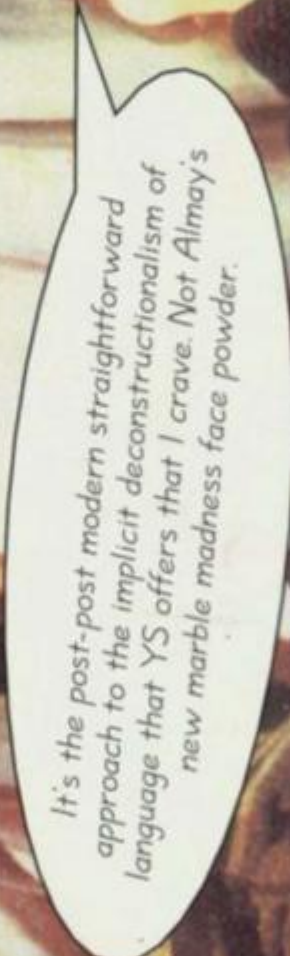 It's the post-post modern straightforward
approach to the implicit deconstructionalism of
language that YS offers that I crave. Not Almay's
new marble madness face powder.